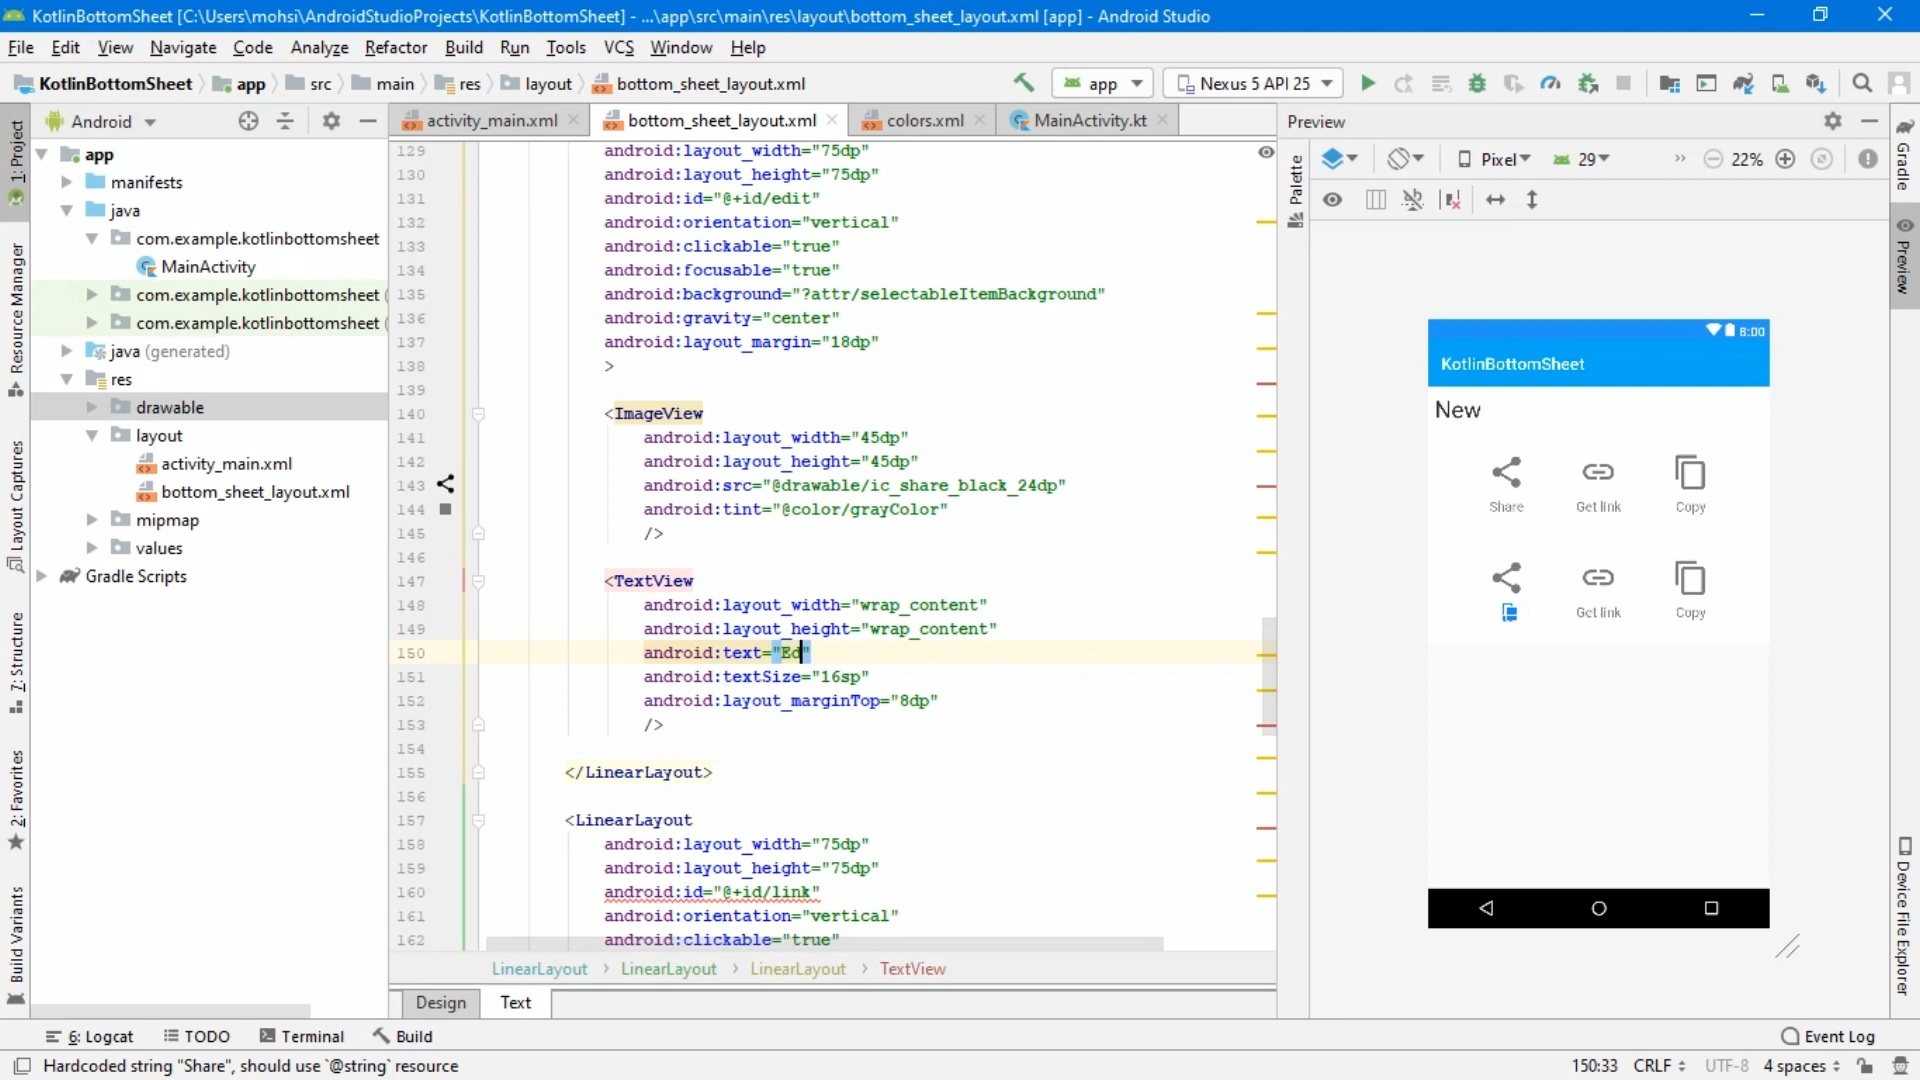 KotlinBottomSheet [C:\Users\mohsi\AndroidStudioProjects\KotlinBottomSheet] - ...\app\src\main\res\layout\bottom_sheet_layout.xml [app] - Android Studio
File Edit View Navigate Code Analyze Refactor Build Run Tools VCS Window Help
KotlinBottomSheet app src main res layout bottom_sheet_layout.xml
app
Nexus 5 API 25
Android
activity_main.xml bottom_sheet_layout.xml colors.xml MainActivity.kt
Preview
1: Project
Resource Manager
Layout Captures
7: Structure
2: Favorites
Build Variants
app
manifests
java
com.example.kotlinbottomsheet
MainActivity
com.example.kotlinbottomsheet (
com.example.kotlinbottomsheet (
java (generated)
res
drawable
layout
activity_main.xml
bottom_sheet_layout.xml
mipmap
values
Gradle Scripts
129 android:layout_width="75dp"
130 android:layout_height="75dp"
131 android:id="@+id/edit"
132 android:orientation="vertical"
133 android:clickable="true"
134 android:focusable="true"
135 android:background="?attr/selectableItemBackground"
136 android:gravity="center"
137 android:layout_margin="18dp"
138 >
139
140 <ImageView
141 android:layout_width="45dp"
142 android:layout_height="45dp"
143 android:src="@drawable/ic_share_black_24dp"
144 android:tint="@color/grayColor"
145 />
146
147 <TextView
148 android:layout_width="wrap_content"
149 android:layout_height="wrap_content"
150 android:text="Ed"
151 android:textSize="16sp"
152 android:layout_marginTop="8dp"
153 />
154
155 </LinearLayout>
156
157 <LinearLayout
158 android:layout_width="75dp"
159 android:layout_height="75dp"
160 android:id="@+id/link"
161 android:orientation="vertical"
162 android:clickable="true"
LinearLayout LinearLayout LinearLayout TextView
Design Text
Palette
Pixel 29 22%
8:00
KotlinBottomSheet
New
Share Get link Copy
Get link Copy
Gradle
Preview
Device File Explorer
6: Logcat TODO Terminal Build
Event Log
Hardcoded string "Share", should use `@string` resource
150:33 CRLF UTF-8 4 spaces